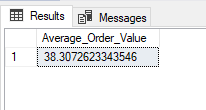 Results Messages
Average_Order_Value
1 38.3072623343546